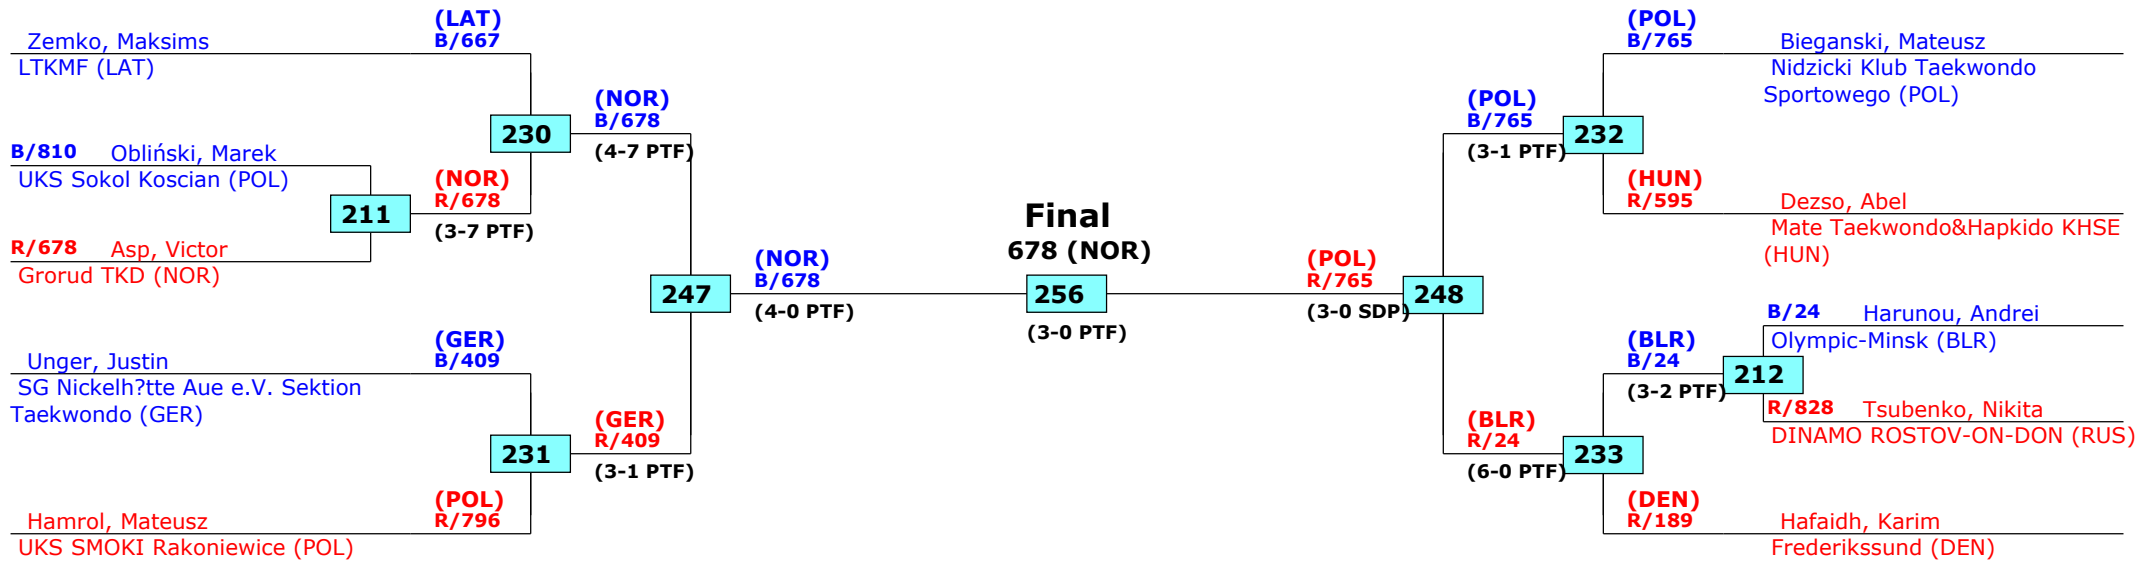 (LAT)
B/667
Zemko, Maksims
LTKMF (LAT)
230
(NOR)
B/678
(4-7 PTF)
B/810 Obliński, Marek
UKS Sokol Koscian (POL)
211
(NOR)
R/678
(3-7 PTF)
R/678 Asp, Victor
Grorud TKD (NOR)
247
(NOR)
B/678
(4-0 PTF)
Unger, Justin
(GER)
B/409
SG Nickelh?tte Aue e.V. Sektion
Taekwondo (GER)
231
(GER)
R/409
(3-1 PTF)
(POL)
R/796
Hamrol, Mateusz
UKS SMOKI Rakoniewice (POL)
Final
678 (NOR)
256
(3-0 PTF)
(POL)
R/765
(3-0 SDP)
248
(POL)
B/765
(3-1 PTF)
232
(POL)
B/765
Bieganski, Mateusz
Nidzicki Klub Taekwondo
Sportowego (POL)
(HUN)
R/595
Dezso, Abel
Mate Taekwondo&Hapkido KHSE
(HUN)
B/24 Harunou, Andrei
Olympic-Minsk (BLR)
(BLR)
B/24
(3-2 PTF)
212
R/828 Tsubenko, Nikita
DINAMO ROSTOV-ON-DON (RUS)
(BLR)
R/24
(6-0 PTF)
233
(DEN)
R/189
Hafaidh, Karim
Frederikssund (DEN)